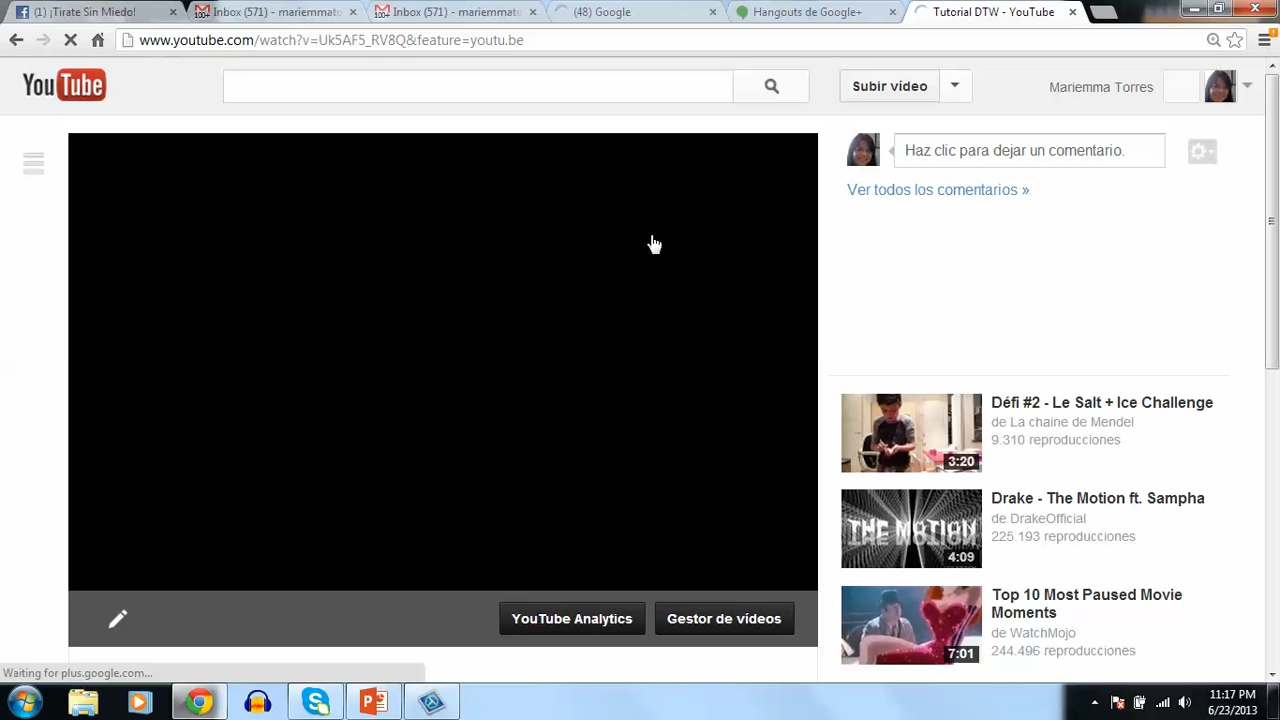 (1) ¡Tirate Sin Miedo!
Inbox (571) - mariemmato
Inbox (571) - mariemmato
(48) Google
Hangouts de Google+
Tutorial DTW - YouTube
www.youtube.com/watch?v=Uk5AF5_RV8Q&feature=youtu.be
YouTube
Subir vídeo
Mariemma Torres
Haz clic para dejar un comentario.
Ver todos los comentarios »
Défi #2 - Le Salt + Ice Challenge
de La chaine de Mendel
9.310 reproducciones
3:20
Drake - The Motion ft. Sampha
de DrakeOfficial
225.193 reproducciones
THE MOTION
4:09
Top 10 Most Paused Movie
Moments
de WatchMojo
244.496 reproducciones
7:01
YouTube Analytics
Gestor de vídeos
Waiting for plus.google.com...
11:17 PM
6/23/2013